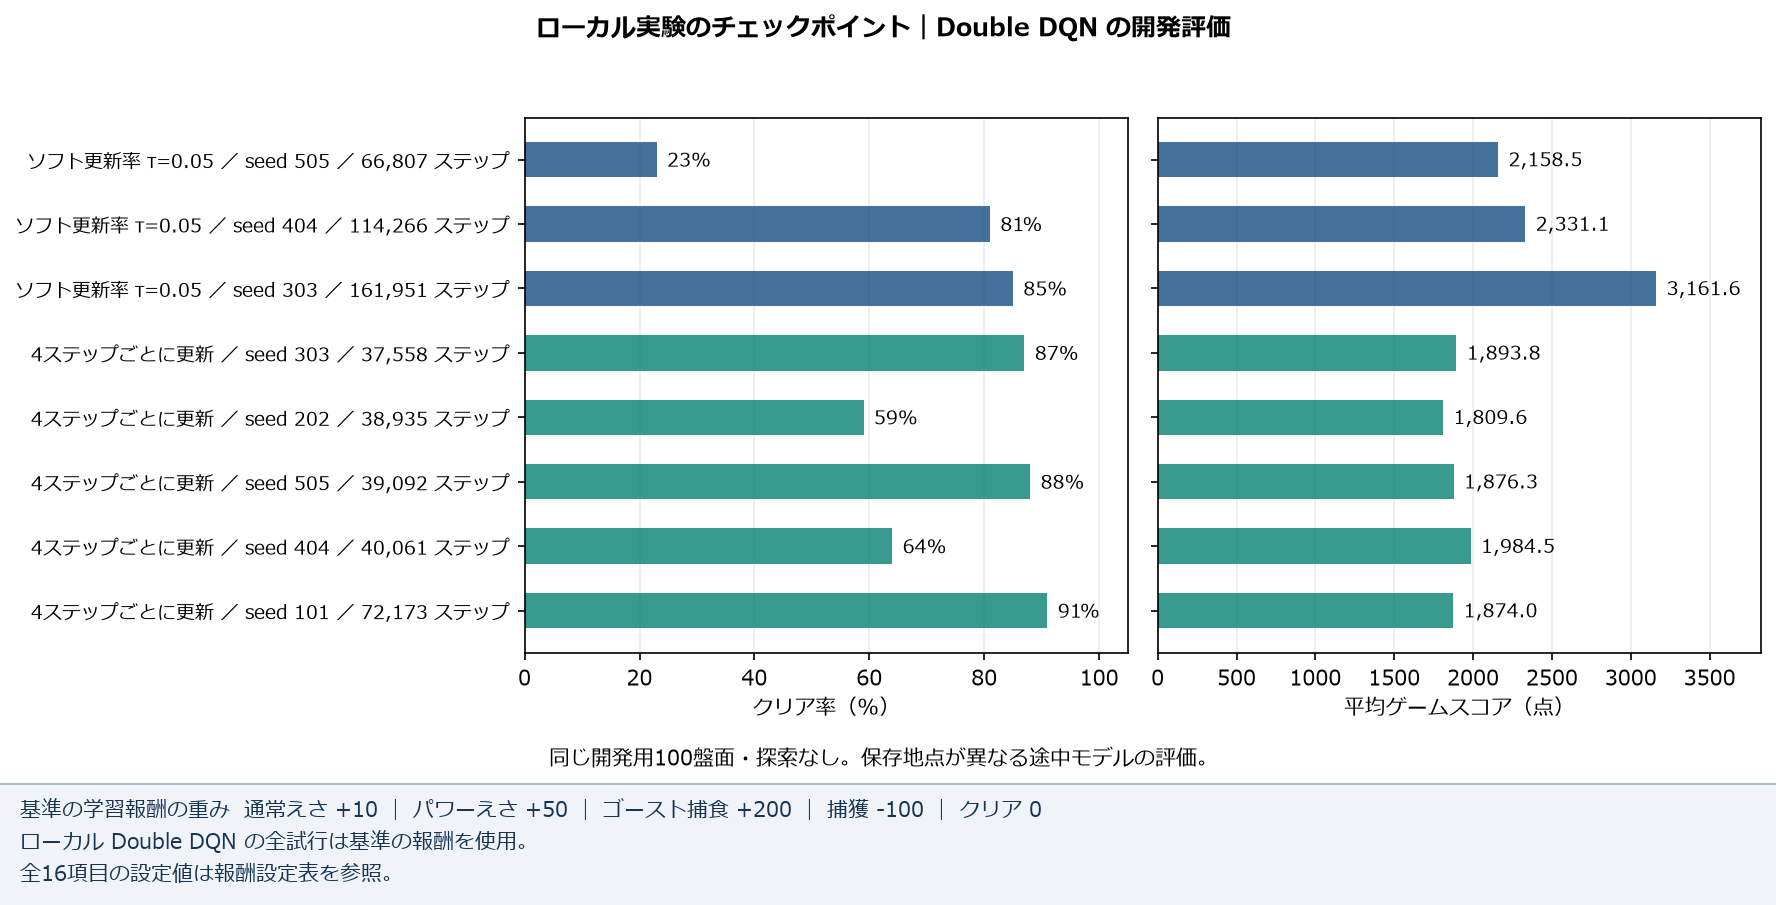 ローカル実験のチェックポイント｜Double DQN の開発評価
ソフト更新率 τ=0.05 ／ seed 505 ／ 66,807 ステップ
23%
2,158.5
ソフト更新率 τ=0.05 ／ seed 404 ／ 114,266 ステップ
81%
2,331.1
ソフト更新率 τ=0.05 ／ seed 303 ／ 161,951 ステップ
85%
3,161.6
4ステップごとに更新 ／ seed 303 ／ 37,558 ステップ
87%
1,893.8
4ステップごとに更新 ／ seed 202 ／ 38,935 ステップ
59%
1,809.6
4ステップごとに更新 ／ seed 505 ／ 39,092 ステップ
88%
1,876.3
4ステップごとに更新 ／ seed 404 ／ 40,061 ステップ
64%
1,984.5
4ステップごとに更新 ／ seed 101 ／ 72,173 ステップ
91%
1,874.0
0 20 40 60 80 100
クリア率（%）
0 500 1000 1500 2000 2500 3000 3500
平均ゲームスコア（点）
同じ開発用100盤面・探索なし。保存地点が異なる途中モデルの評価。
基準の学習報酬の重み 通常えさ +10 ｜ パワーえさ +50 ｜ ゴースト捕食 +200 ｜ 捕獲 -100 ｜ クリア 0
ローカル Double DQN の全試行は基準の報酬を使用。
全16項目の設定値は報酬設定表を参照。